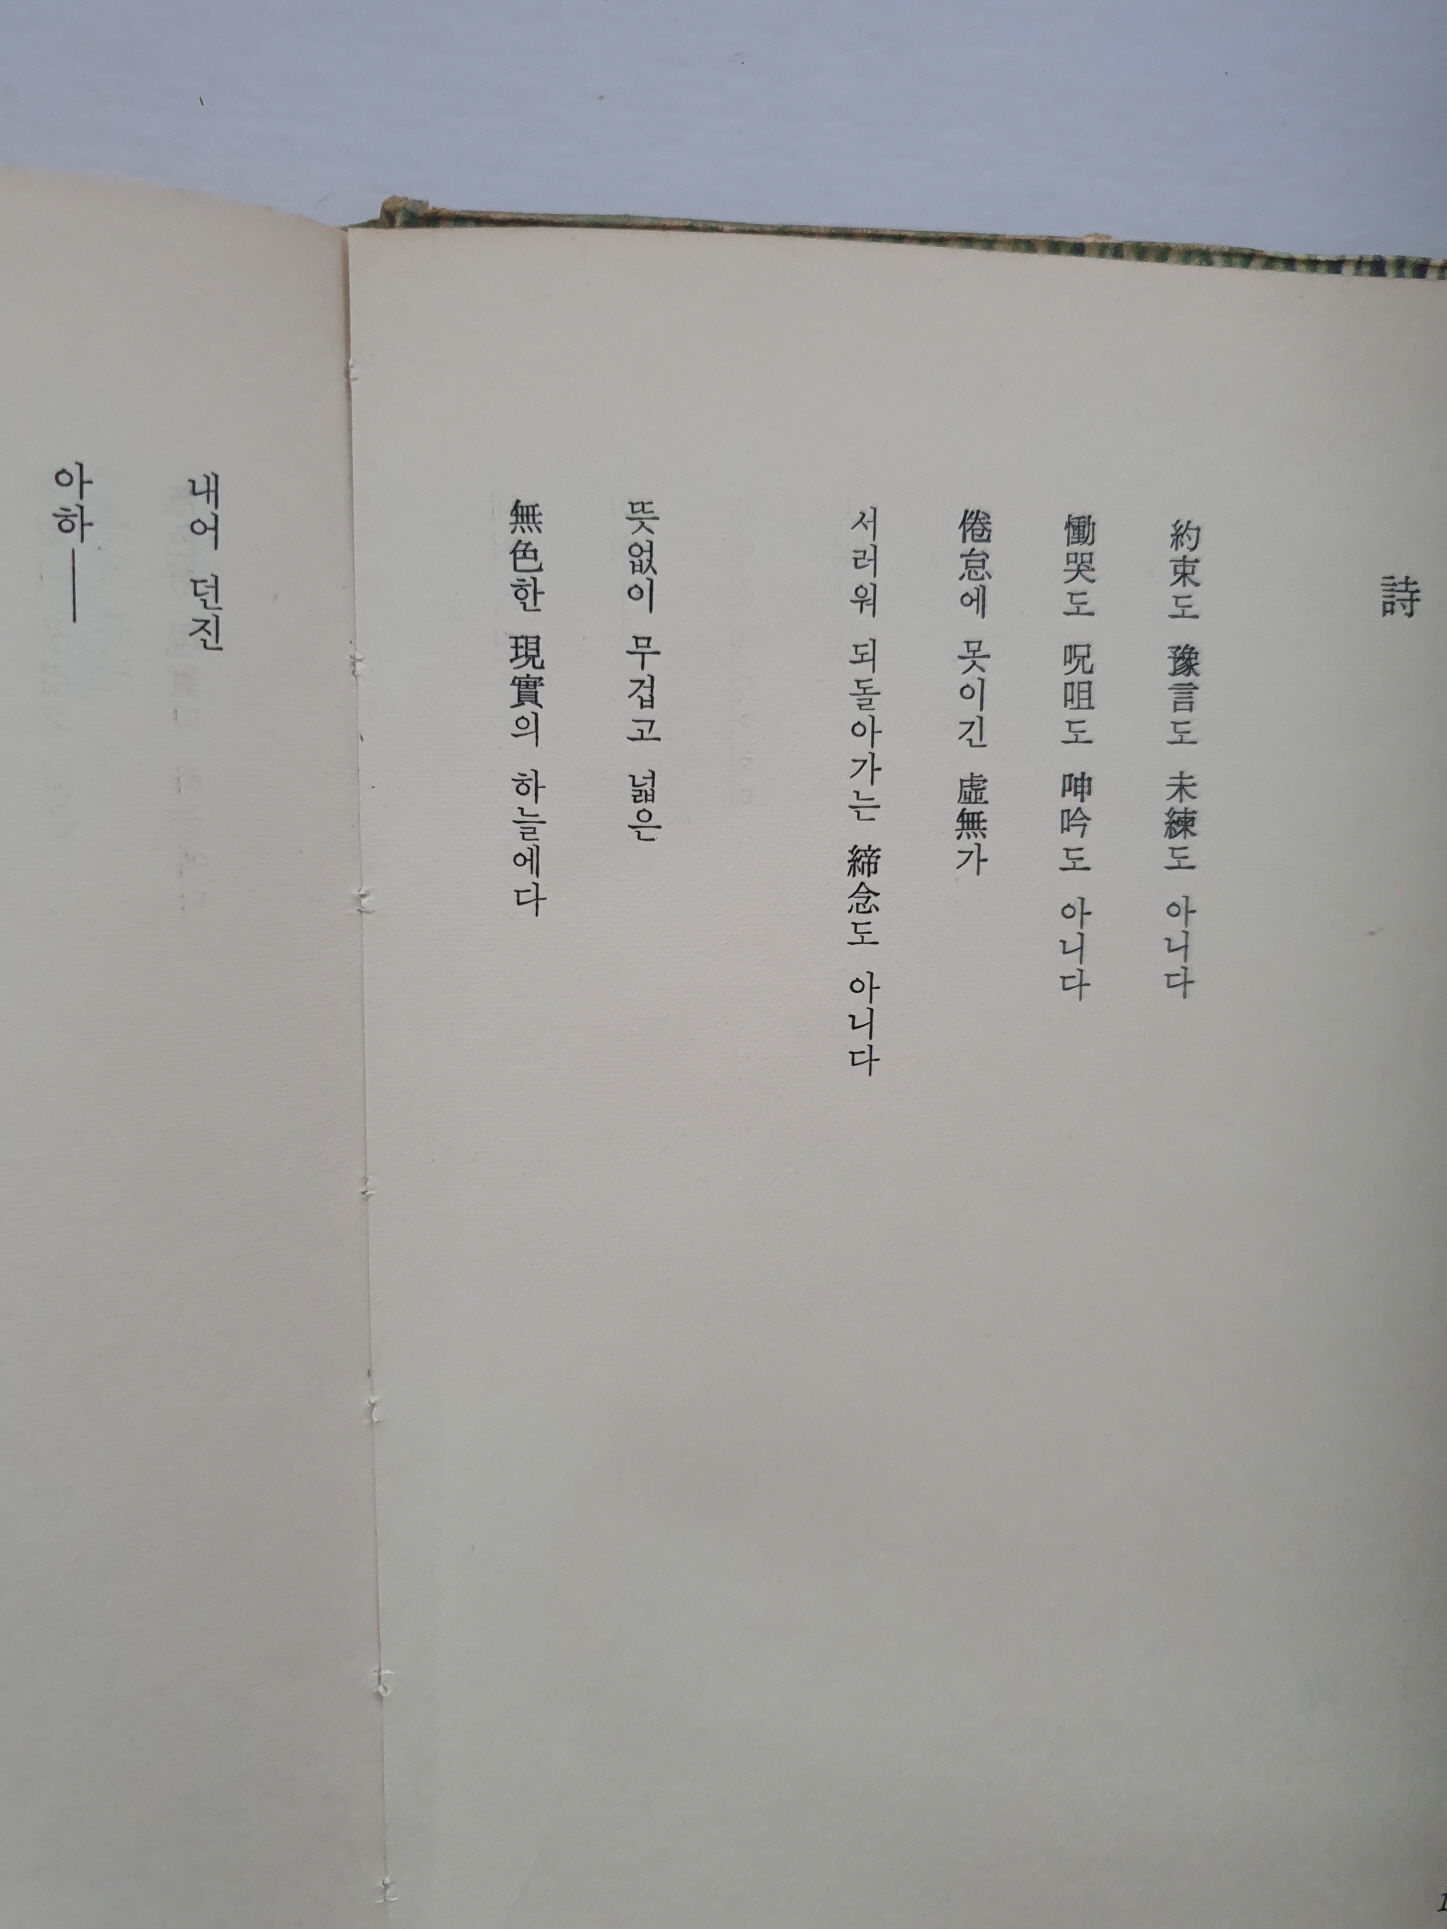 詩
約束도 豫言도 未練도 아니다
慟哭도 呪咀도 呻吟도 아니다
倦怠에 못이긴 虛無가
서러워 되돌아가는 締念도 아니다
뜻없이 무겁고 넓은
無色한 現實의 하늘에다
내어 던진
아하──